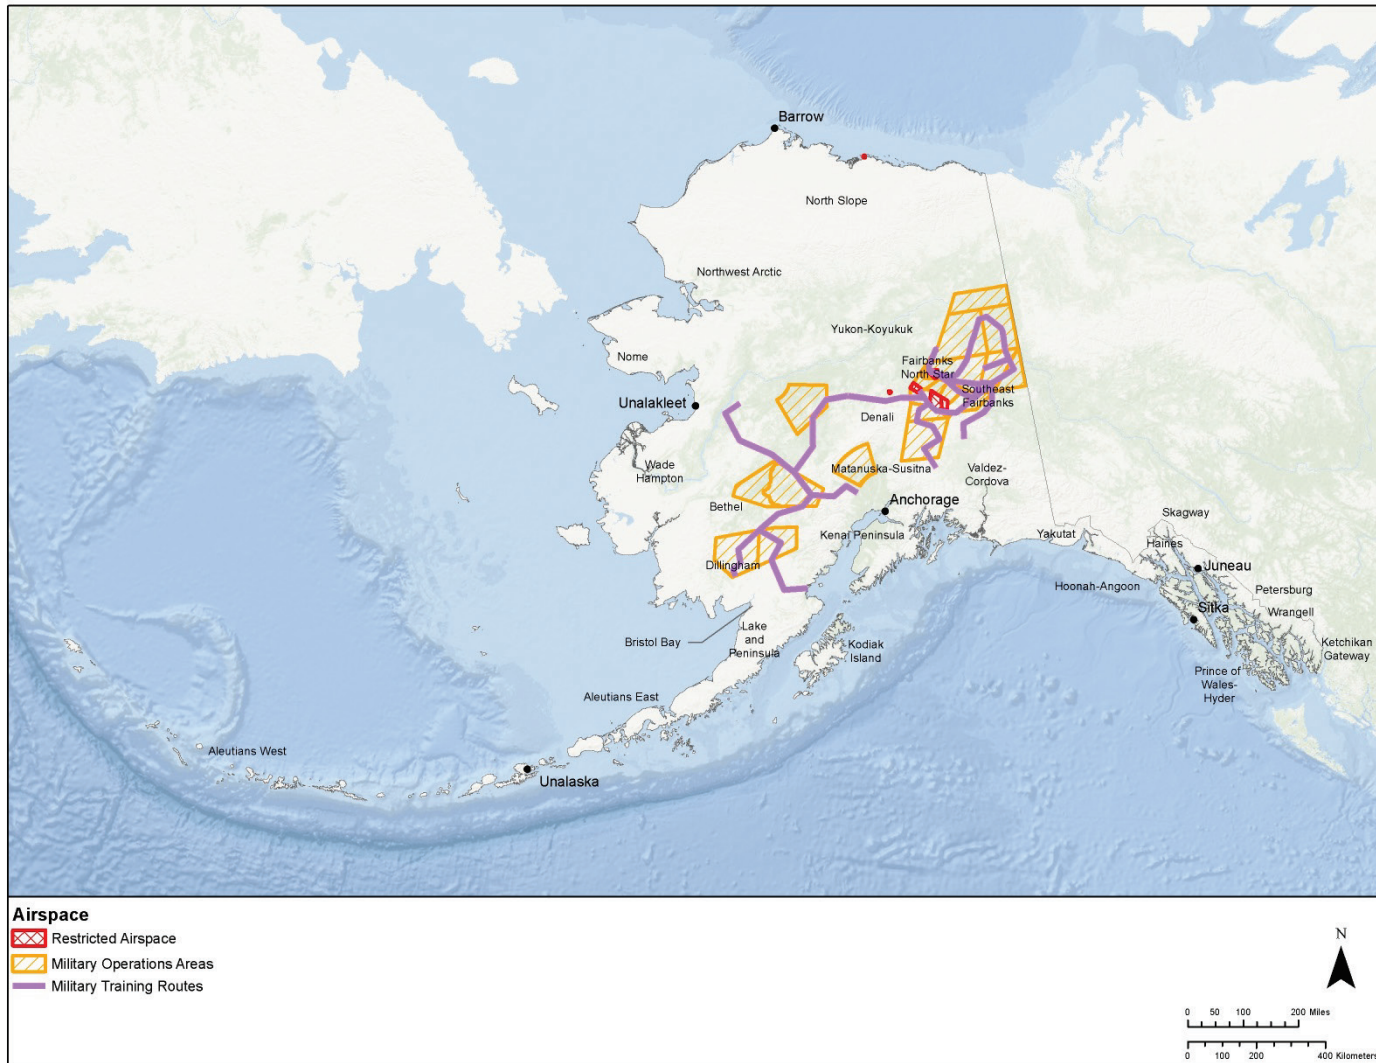 Barrow
North Slope
Northwest Arctic
Yukon-Koyukuk
Nome
Fairbanks
North Star
Southeast
Fairbanks
Unalakleet
Denali
Wade
Hampton
Matanuska-Susitna
Valdez-
Cordova
Bethel
Anchorage
Kenai Peninsula
Yakutat
Skagway
Haines
Juneau
Dillingham
Hoonah-Angoon
Petersburg
Sitka
Wrangell
Bristol Bay
Lake
and
Peninsula
Kodiak
Island
Ketchikan
Gateway
Prince of
Wales-
Hyder
Aleutians East
Aleutians West
Unalaska
Airspace
Restricted Airspace
Military Operations Areas
Military Training Routes
N
0 50 100 200 Miles
0 100 200 400 Kilometers